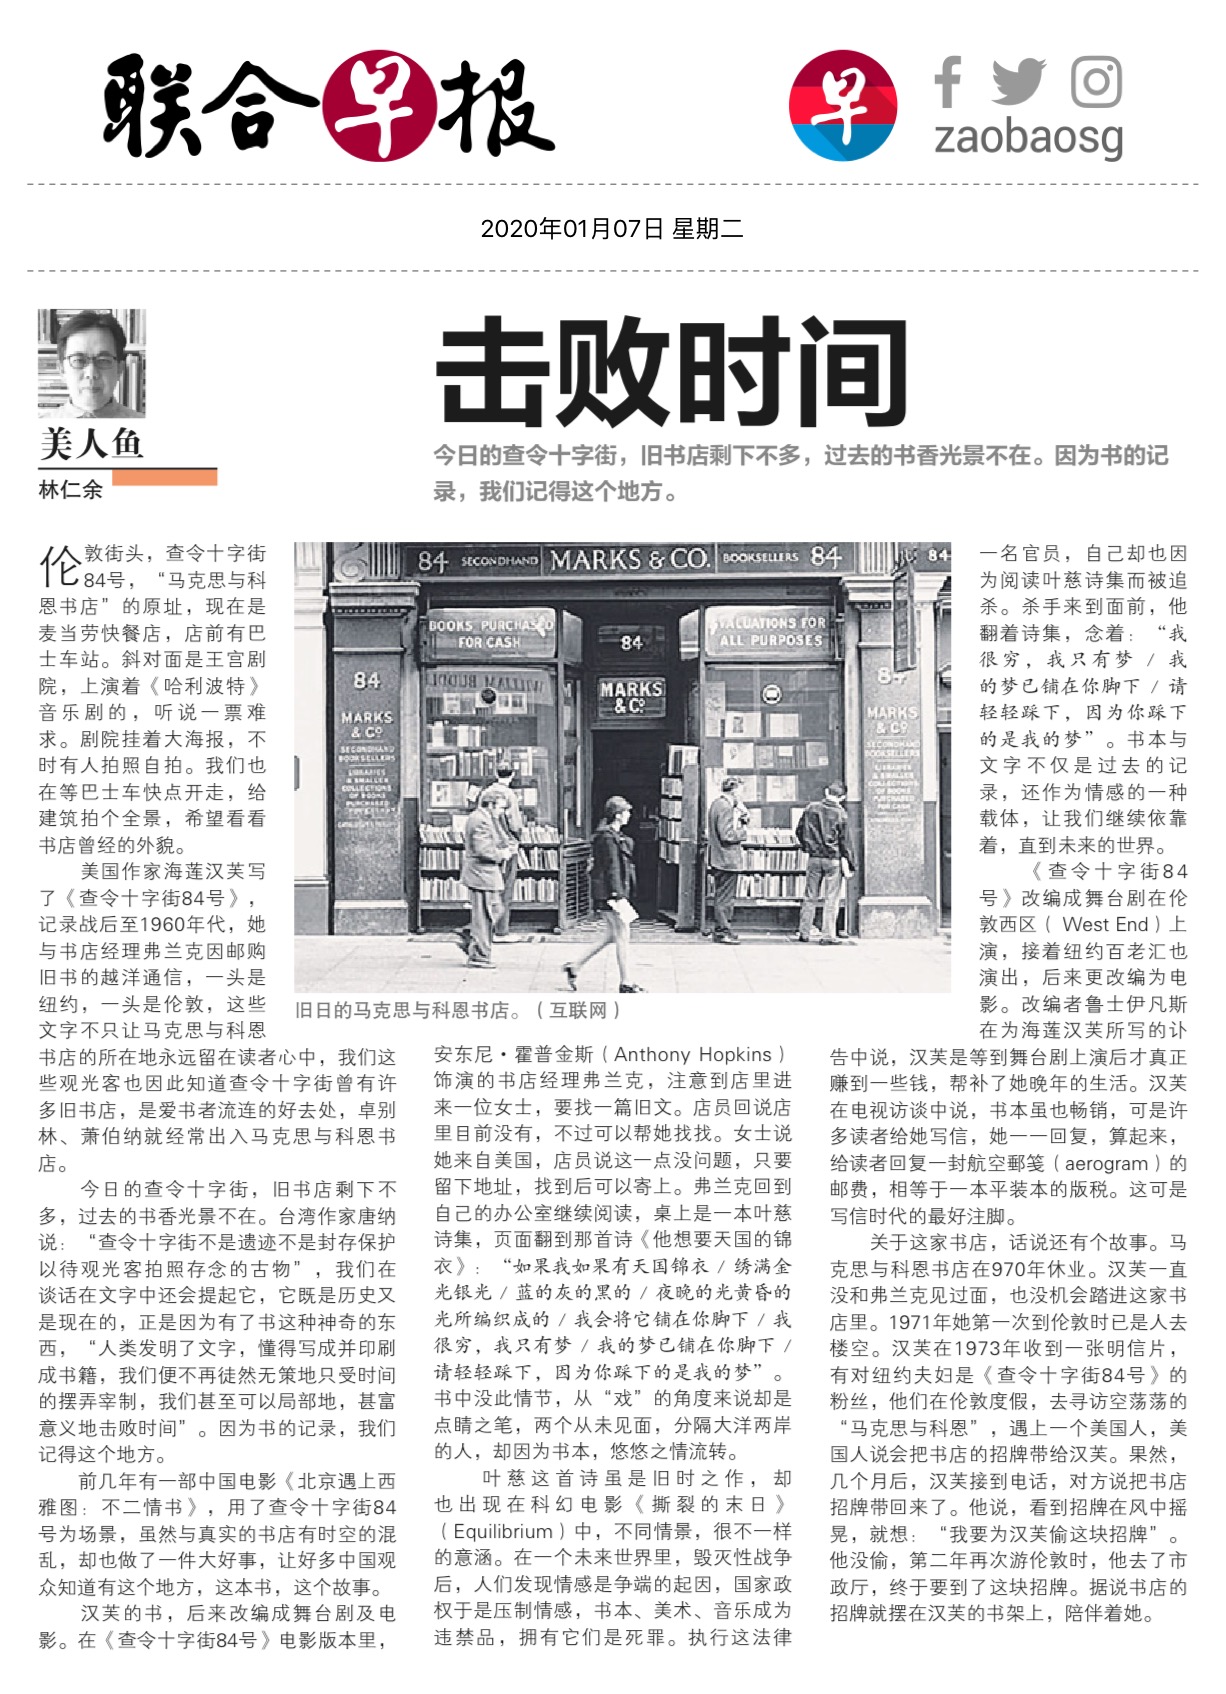 联合早报
早
zaobaosg
2020年01月07日 星期二
美人鱼
林仁余
击败时间
今日的查令十字街，旧书店剩下不多，过去的书香光景不在。因为书的记
录，我们记得这个地方。
伦敦街头，查令十字街
84号，“马克思与科
恩书店”的原址，现在是
麦当劳快餐店，店前有巴
士车站。斜对面是王宫剧
院，上演着《哈利波特》
音乐剧的，听说一票难
求。剧院挂着大海报，不
时有人拍照自拍。我们也
在等巴士车快点开走，给
建筑拍个全景，希望看看
书店曾经的外貌。
美国作家海莲汉芙写
了《查令十字街84号》，
记录战后至1960年代，她
与书店经理弗兰克因邮购
旧书的越洋通信，一头是
纽约，一头是伦敦，这些
文字不只让马克思与科恩
书店的所在地永远留在读者心中，我们这
些观光客也因此知道查令十字街曾有许
多旧书店，是爱书者流连的好去处，卓别
林、萧伯纳就经常出入马克思与科恩书
店。
今日的查令十字街，旧书店剩下不
多，过去的书香光景不在。台湾作家唐纳
说：“查令十字街不是遗迹不是封存保护
以待观光客拍照存念的古物”，我们在
谈话在文字中还会提起它，它既是历史又
是现在的，正是因为有了书这种神奇的东
西，“人类发明了文字，懂得写成并印刷
成书籍，我们便不再徒然无策地只受时间
的摆弄宰制，我们甚至可以局部地，甚富
意义地击败时间”。因为书的记录，我们
记得这个地方。
前几年有一部中国电影《北京遇上西
雅图：不二情书》，用了查令十字街84
号为场景，虽然与真实的书店有时空的混
乱，却也做了一件大好事，让好多中国观
众知道有这个地方，这本书，这个故事。
汉芙的书，后来改编成舞台剧及电
影。在《查令十字街84号》电影版本里，
84 SECONDHAND MARKS & CO. BOOKSELLERS 84
84
BOOKS PURCHASED
FOR CASH
84
VALUATIONS FOR
ALL PURPOSES
84
MARKS
& Cº
SECONDHAND
BOOKSELLERS
LIBRARIES
& SMALLER
COLLECTIONS
OF BOOKS
PURCHASED
MARKS
& Cº
84
MARKS
& Cº
SECONDHAND
BOOKSELLERS
LIBRARIES
& SMALLER
COLLECTIONS
OF BOOKS
PURCHASED
FOR CASH
旧日的马克思与科恩书店。（互联网）
安东尼·霍普金斯（Anthony Hopkins）
饰演的书店经理弗兰克，注意到店里进
来一位女士，要找一篇旧文。店员回说店
里目前没有，不过可以帮她找找。女士说
她来自美国，店员说这一点没问题，只要
留下地址，找到后可以寄上。弗兰克回到
自己的办公室继续阅读，桌上是一本叶慈
诗集，页面翻到那首诗《他想要天国的锦
衣》：“如果我如果有天国锦衣 / 绣满金
光银光 / 蓝的灰的黑的 / 夜晚的光黄昏的
光所编织成的 / 我会将它铺在你脚下 / 我
很穷，我只有梦 / 我的梦已铺在你脚下 /
请轻轻踩下，因为你踩下的是我的梦”。
书中没此情节，从“戏”的角度来说却是
点睛之笔，两个从未见面，分隔大洋两岸
的人，却因为书本，悠悠之情流转。
叶慈这首诗虽是旧时之作，却
也出现在科幻电影《撕裂的末日》
（Equilibrium）中，不同情景，很不一样
的意涵。在一个未来世界里，毁灭性战争
后，人们发现情感是争端的起因，国家政
权于是压制情感，书本、美术、音乐成为
违禁品，拥有它们是死罪。执行这法律
一名官员，自己却也因
为阅读叶慈诗集而被追
杀。杀手来到面前，他
翻着诗集，念着：“我
很穷，我只有梦 / 我
的梦已铺在你脚下 / 请
轻轻踩下，因为你踩下
的是我的梦”。书本与
文字不仅是过去的记
录，还作为情感的一种
载体，让我们继续依靠
着，直到未来的世界。
《查令十字街84
号》改编成舞台剧在伦
敦西区（ West End）上
演，接着纽约百老汇也
演出，后来更改编为电
影。改编者鲁士伊凡斯
在为海莲汉芙所写的讣
告中说，汉芙是等到舞台剧上演后才真正
赚到一些钱，帮补了她晚年的生活。汉芙
在电视访谈中说，书本虽也畅销，可是许
多读者给她写信，她一一回复，算起来，
给读者回复一封航空郵笺（aerogram）的
邮费，相等于一本平装本的版税。这可是
写信时代的最好注脚。
关于这家书店，话说还有个故事。马
克思与科恩书店在970年休业。汉芙一直
没和弗兰克见过面，也没机会踏进这家书
店里。1971年她第一次到伦敦时已是人去
楼空。汉芙在1973年收到一张明信片，
有对纽约夫妇是《查令十字街84号》的
粉丝，他们在伦敦度假，去寻访空荡荡的
“马克思与科恩”，遇上一个美国人，美
国人说会把书店的招牌带给汉芙。果然，
几个月后，汉芙接到电话，对方说把书店
招牌带回来了。他说，看到招牌在风中摇
晃，就想：“我要为汉芙偷这块招牌”。
他没偷，第二年再次游伦敦时，他去了市
政厅，终于要到了这块招牌。据说书店的
招牌就摆在汉芙的书架上，陪伴着她。